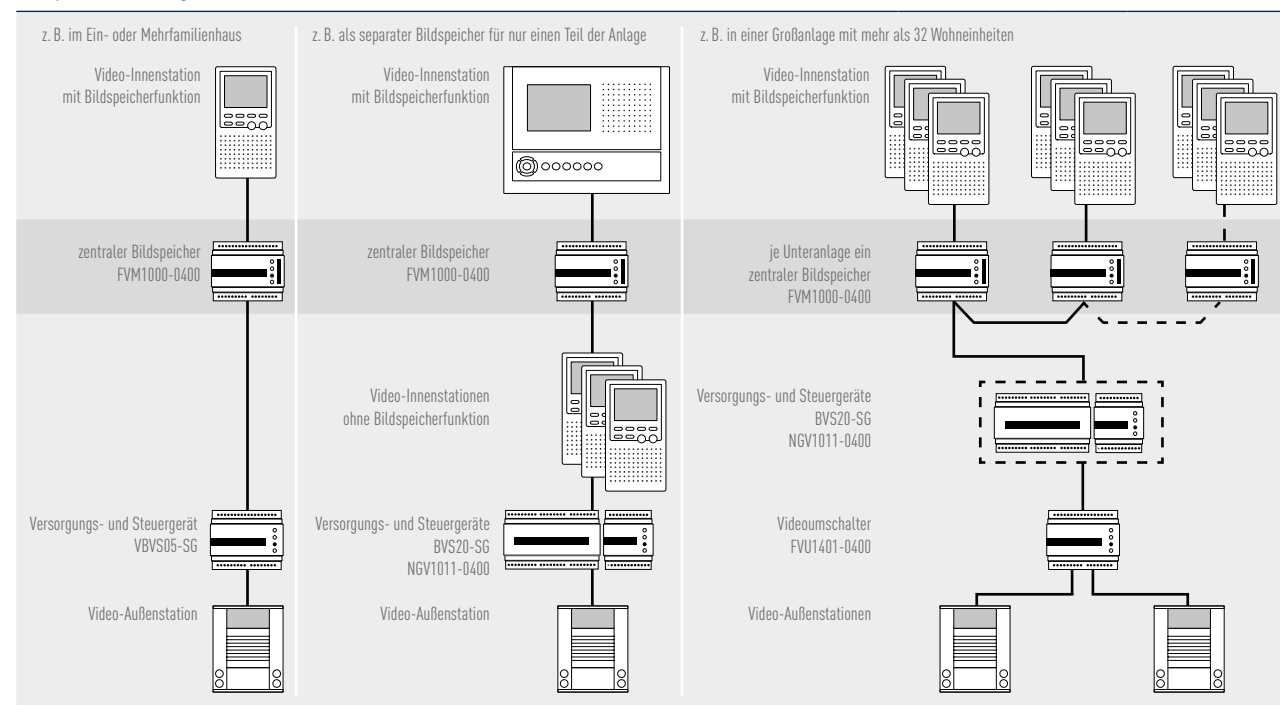 z. B. im Ein- oder Mehrfamilienhaus
Video-Innenstation
mit Bildspeicherfunktion
zentraler Bildspeicher
FVM1000-0400
Versorgungs- und Steuergerät
VBVS05-SG
Video-Außenstation
z. B. als separater Bildspeicher für nur einen Teil der Anlage
Video-Innenstation
mit Bildspeicherfunktion
zentraler Bildspeicher
FVM1000-0400
Video-Innenstationen
ohne Bildspeicherfunktion
Versorgungs- und Steuergeräte
BVS20-SG
NGV1011-0400
Video-Außenstation
z. B. in einer Großanlage mit mehr als 32 Wohneinheiten
Video-Innenstation
mit Bildspeicherfunktion
je Unteranlage ein
zentraler Bildspeicher
FVM1000-0400
Versorgungs- und Steuergeräte
BVS20-SG
NGV1011-0400
Videoumschalter
FVU1401-0400
Video-Außenstationen